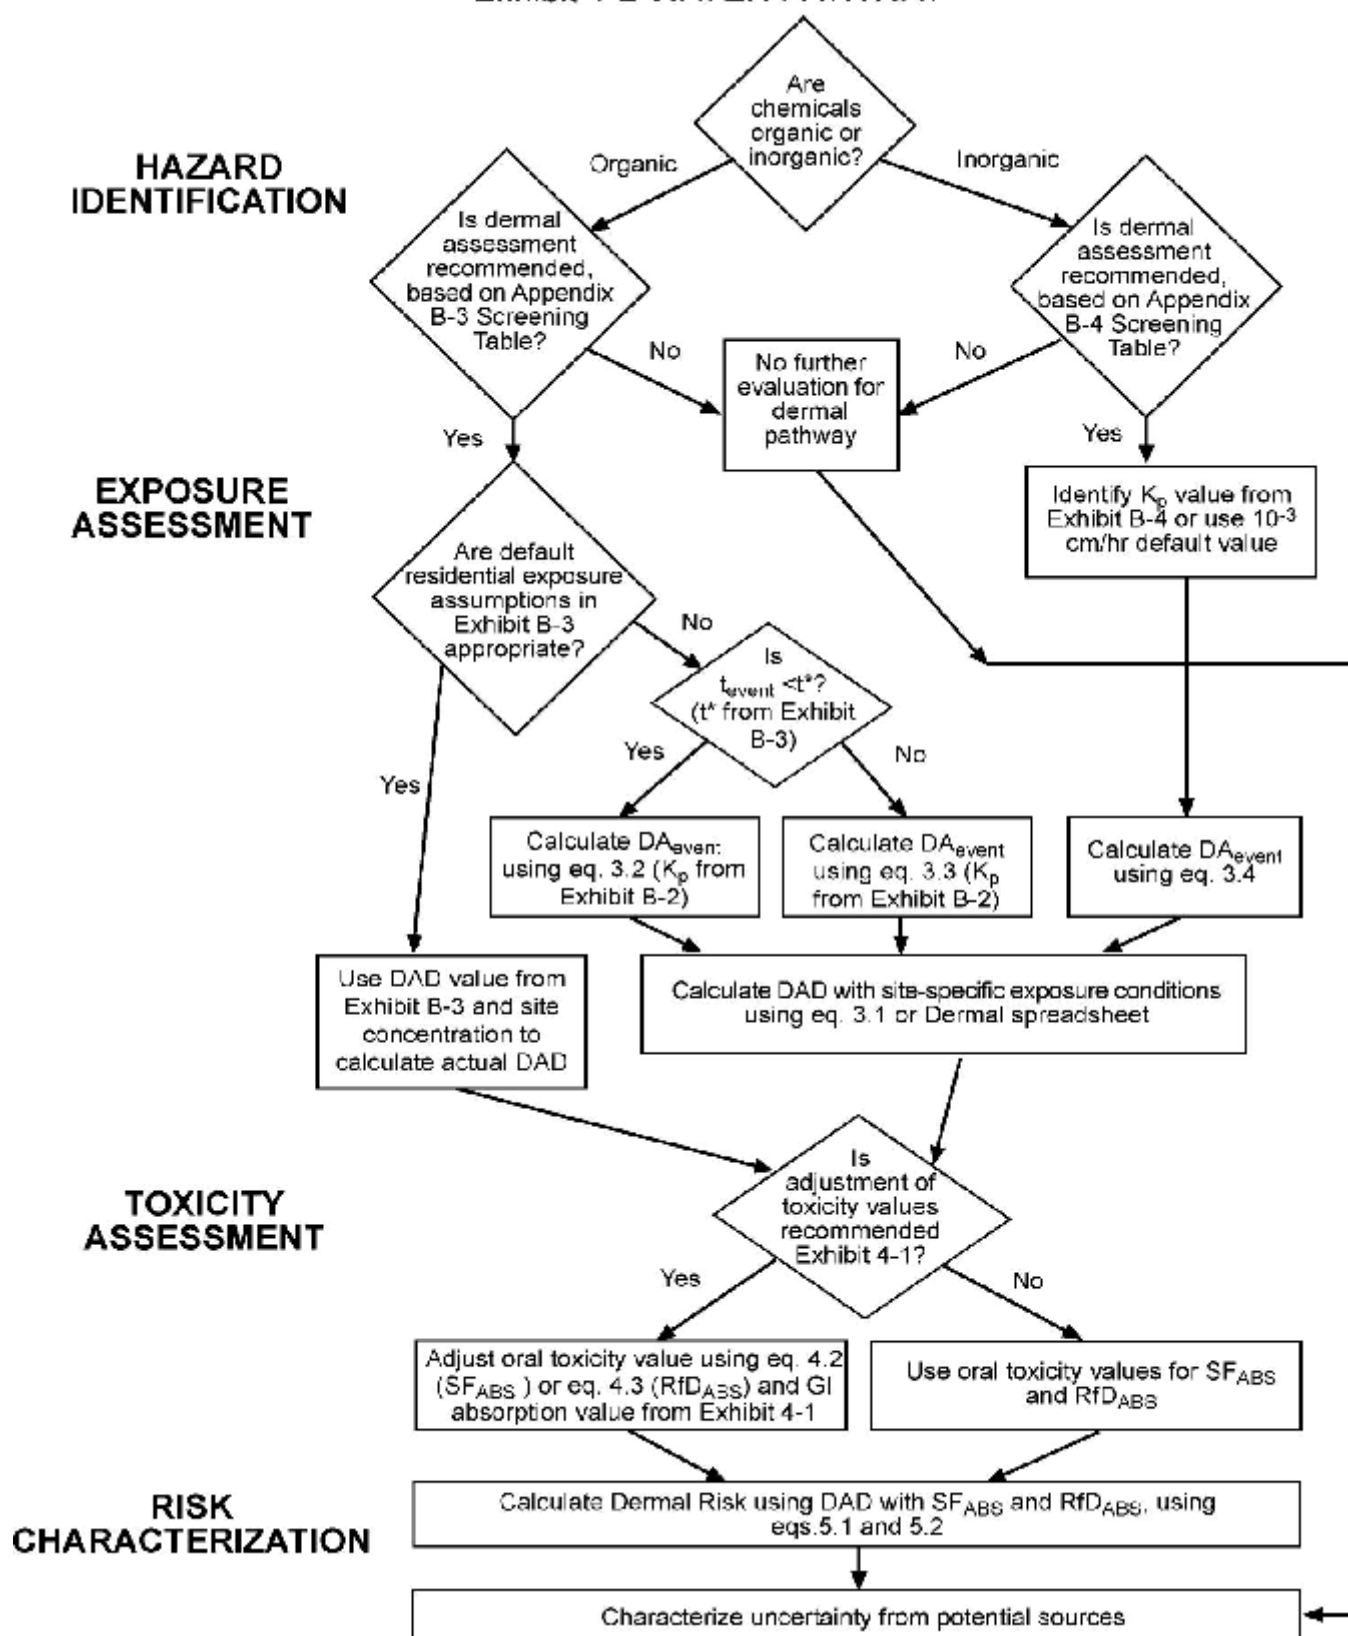 Are
chemicals
organic or
inorganic?
Organic
Inorganic
HAZARD
IDENTIFICATION
Is dermal
assessment
recommended,
based on Appendix
B-3 Screening
Table?
Is dermal
assessment
recommended,
based on Appendix
B-4 Screening
Table?
No
No
No further
evaluation for
dermal
pathway
Yes
Yes
EXPOSURE
ASSESSMENT
Identify Kp value from
Exhibit B-4 or use 10-3
cm/hr default value
Are default
residential exposure
assumptions in
Exhibit B-3
appropriate?
No
Is
tevent <t*?
(t* from Exhibit
B-3)
Yes
No
Yes
Calculate DAevent
using eq. 3.2 (Kp from
Exhibit B-2)
Calculate DAevent
using eq. 3.3 (Kp
from Exhibit B-2)
Calculate DAevent
using eq. 3.4
Use DAD value from
Exhibit B-3 and site
concentration to
calculate actual DAD
Calculate DAD with site-specific exposure conditions
using eq. 3.1 or Dermal spreadsheet
TOXICITY
ASSESSMENT
Is
adjustment of
toxicity values
recommended
Exhibit 4-1?
Yes
No
Adjust oral toxicity value using eq. 4.2
(SFABS ) or eq. 4.3 (RfDABS) and GI
absorption value from Exhibit 4-1
Use oral toxicity values for SFABS
and RfDABS
RISK
CHARACTERIZATION
Calculate Dermal Risk using DAD with SFABS and RfDABS, using
eqs.5.1 and 5.2
Characterize uncertainty from potential sources